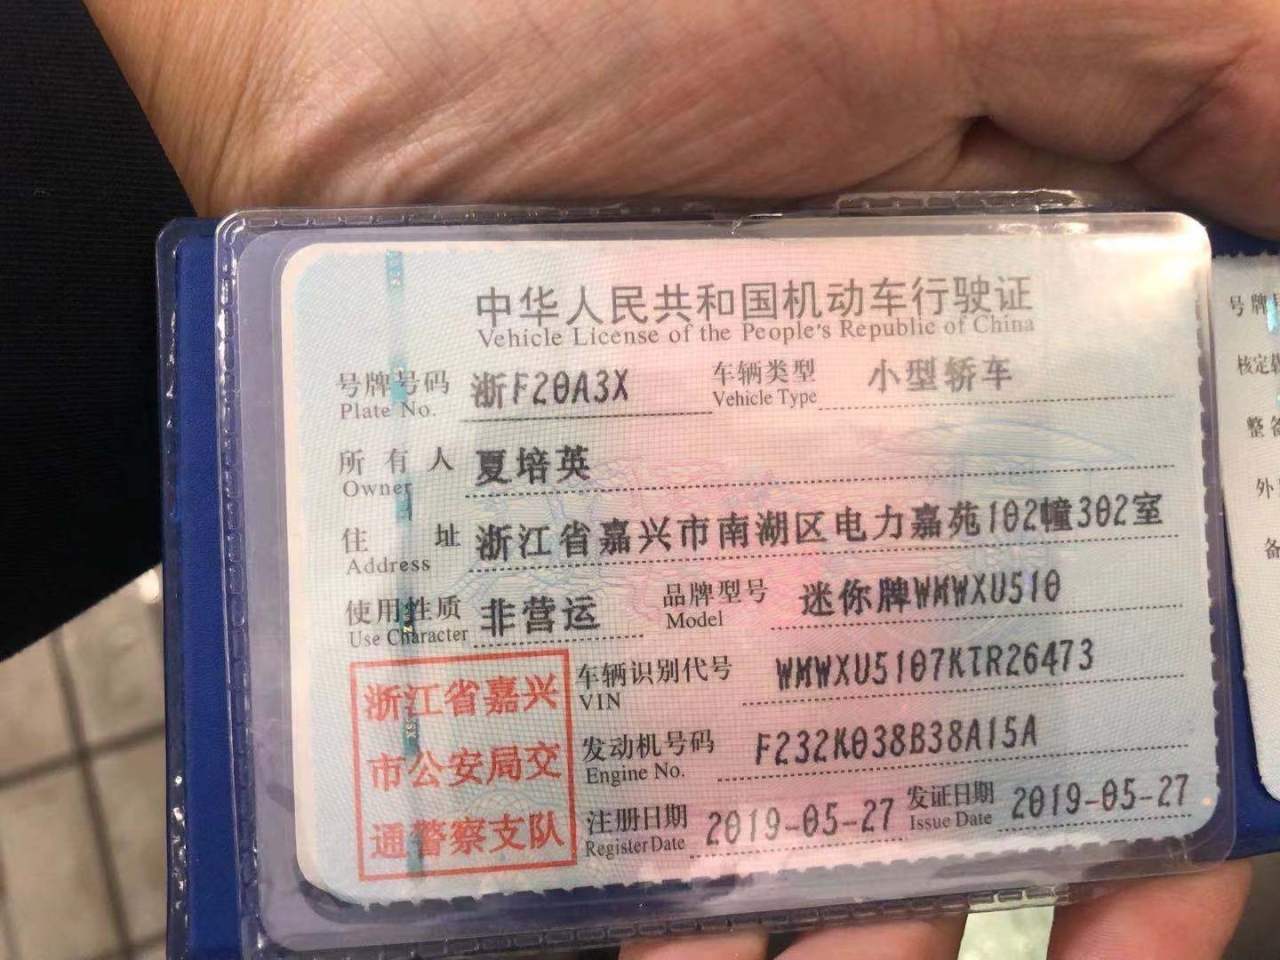 中华人民共和国机动车行驶证
Vehicle License of the People's Republic of China
号牌号码 浙F20A3X 车辆类型 小型轿车
Plate No. Vehicle Type
所有人 夏培英
Owner
住址 浙江省嘉兴市南湖区电力嘉苑102幢302室
Address
使用性质 非营运 品牌型号 迷你牌WMWXU510
Use Character Model
浙江省嘉兴
市公安局交
通警察支队
车辆识别代号 WMWXU5107KTR26473
VIN
发动机号码 F232K038B38A15A
Engine No.
注册日期 2019-05-27 发证日期 2019-05-27
Register Date Issue Date
号牌
核定
整
外
备